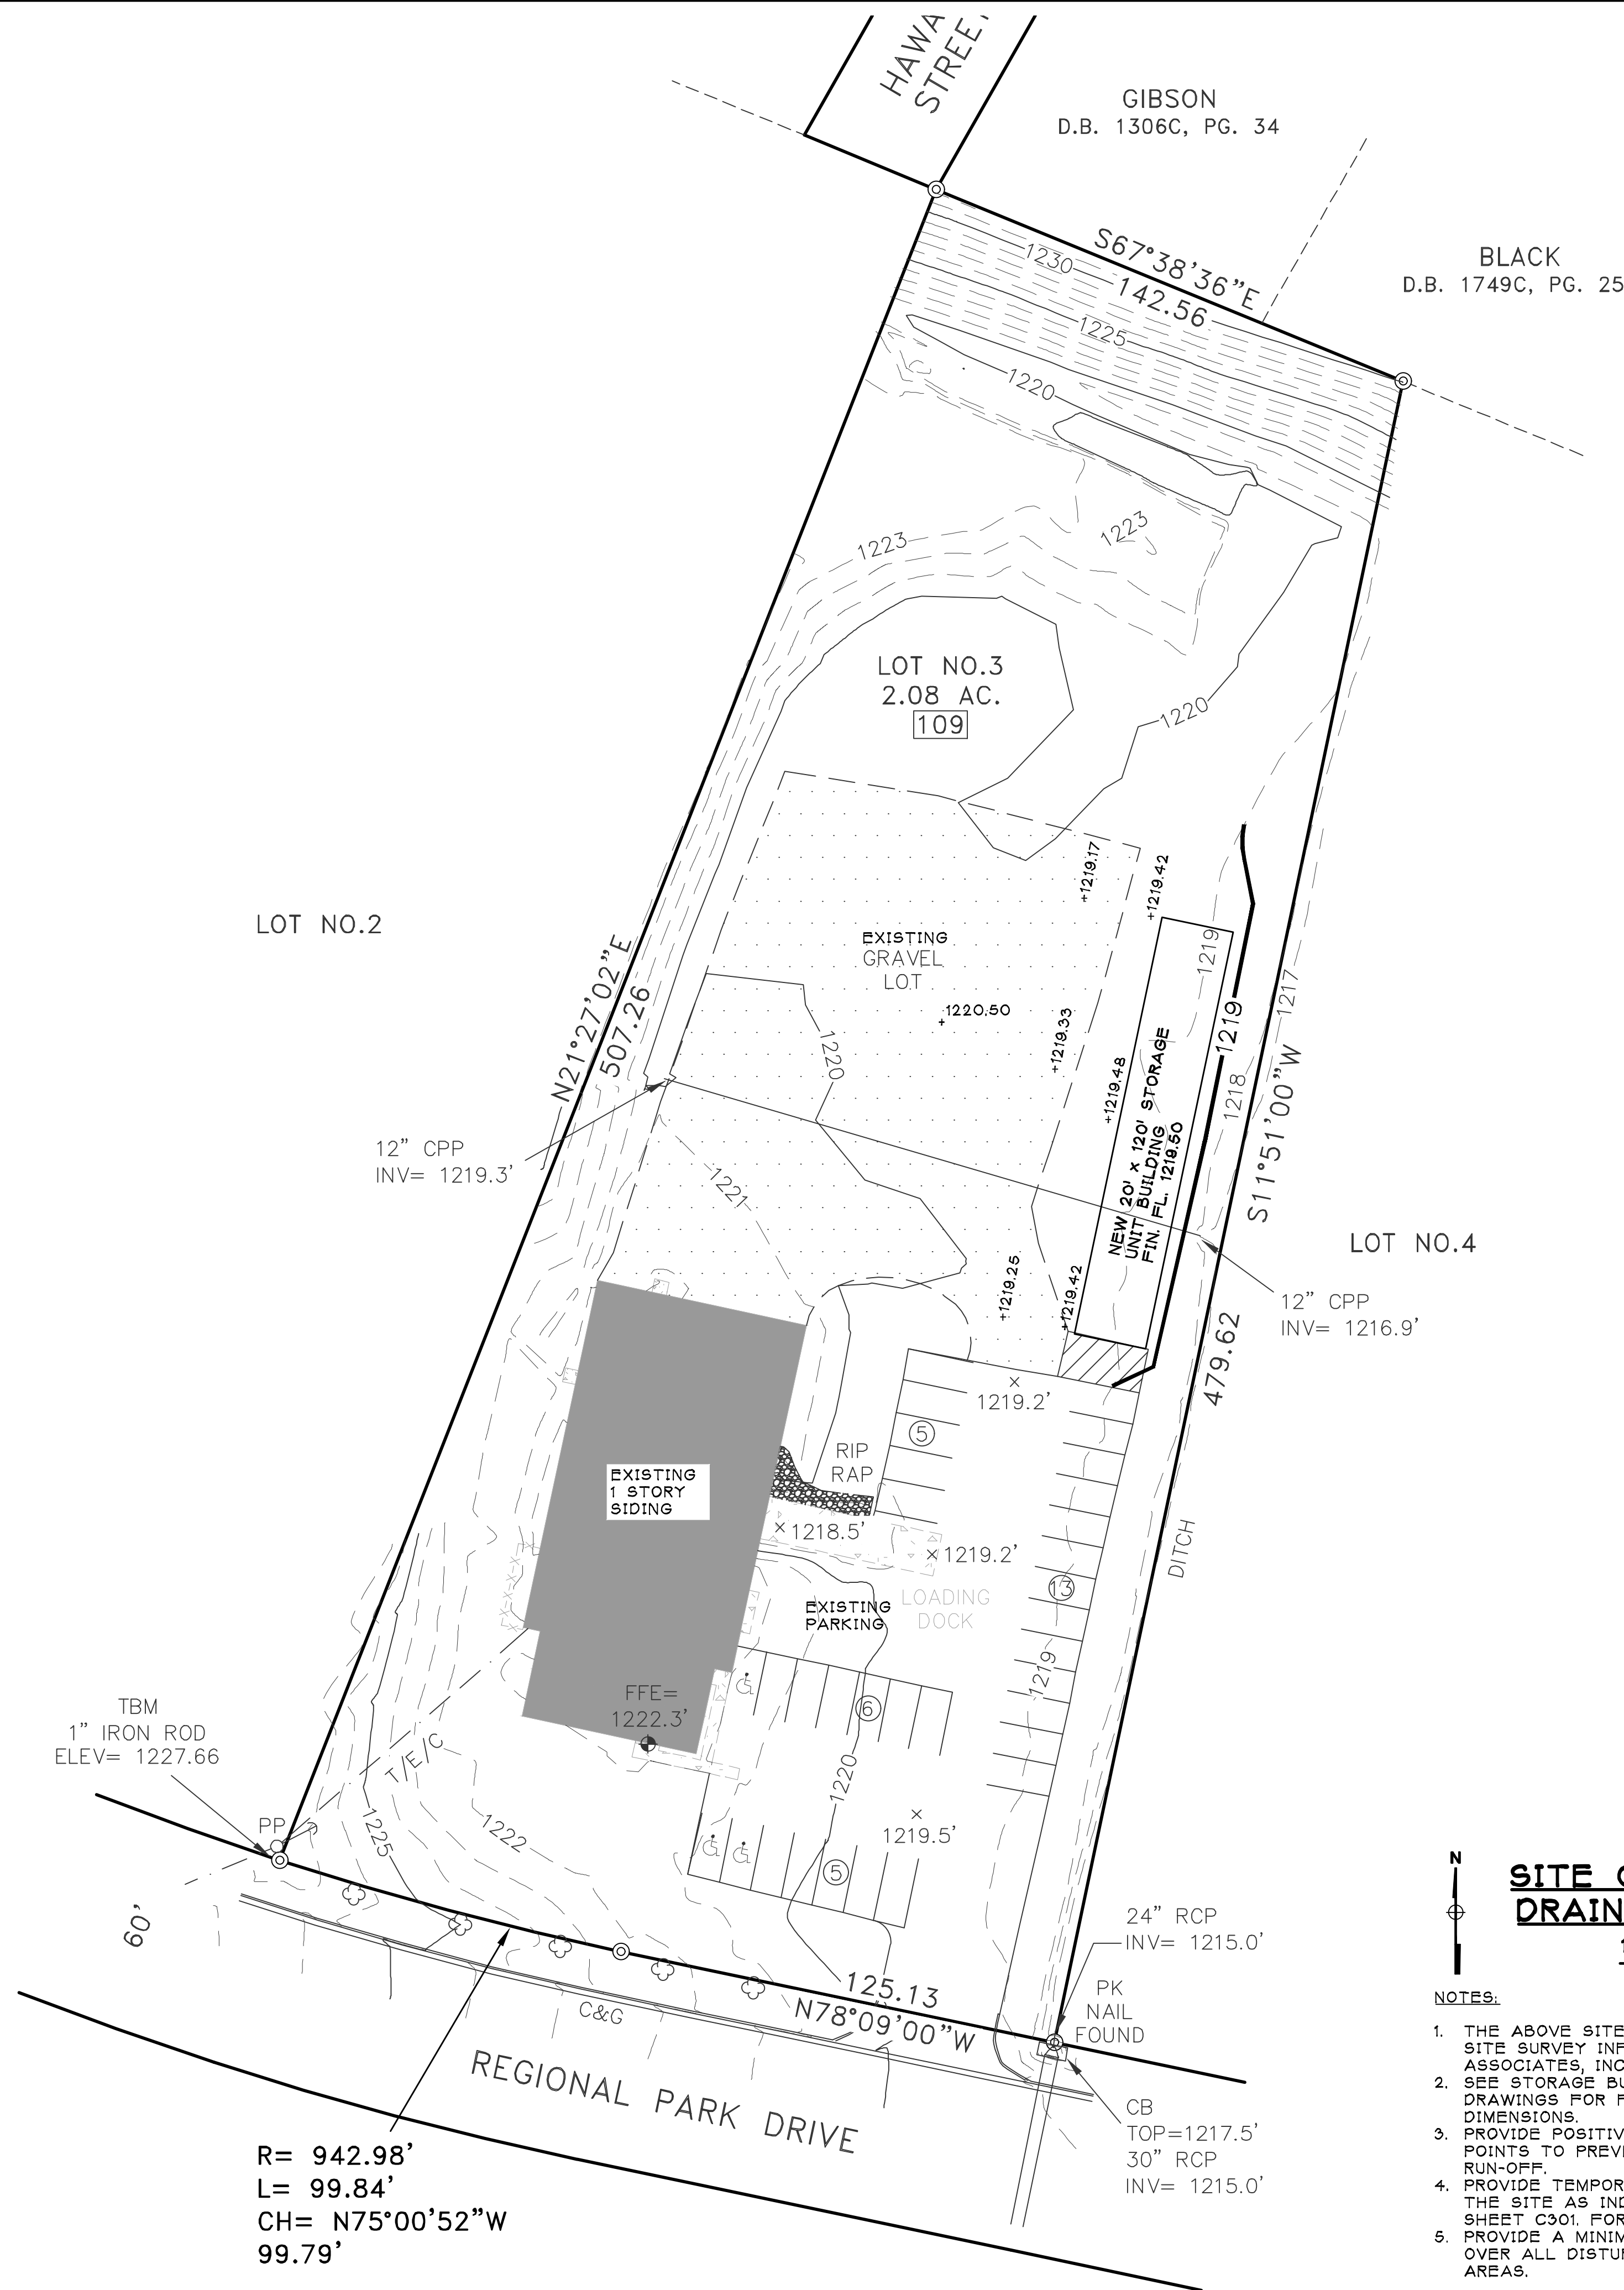 HAWA
STREET
GIBSON
D.B. 1306C, PG. 34
S67°38'36"E
142.56
BLACK
D.B. 1749C, PG. 25
1230
1225
1220
1223
1223
LOT NO.3
2.08 AC.
109
1220
+1219.17
+1219.42
LOT NO.2
EXISTING
GRAVEL
LOT
1219
N21°27'02"E
507.26
+1220.50
+1219.33
1220
1219
1217
+1219.48
1218
S11°51'00"W
479.62
NEW 20' x 120' STORAGE
UNIT BUILDING
FIN. FL. 1219.50
12" CPP
INV= 1219.3'
1221
LOT NO.4
+1219.25
+1219.42
12" CPP
INV= 1216.9'
x
1219.2'
5
RIP
RAP
EXISTING
1 STORY
SIDING
x 1218.5'
x 1219.2'
DITCH
13
EXISTING
PARKING
LOADING
DOCK
1219
FFE=
1222.3'
6
TBM
1" IRON ROD
ELEV= 1227.66
T/E/C
1220
PP
1225
1222
x
1219.5'
5
N
SITE
DRAIN
60'
24" RCP
INV= 1215.0'
125.13
N78°09'00"W
PK
NAIL
FOUND
C&G
REGIONAL PARK DRIVE
CB
TOP=1217.5'
30" RCP
INV= 1215.0'
R= 942.98'
L= 99.84'
CH= N75°00'52"W
99.79'
NOTES:
1. THE ABOVE SITE
SITE SURVEY INF
ASSOCIATES, INC
2. SEE STORAGE BU
DRAWINGS FOR F
DIMENSIONS.
3. PROVIDE POSITIV
POINTS TO PREVE
RUN-OFF.
4. PROVIDE TEMPOR
THE SITE AS IND
SHEET C301. FOR
5. PROVIDE A MINIM
OVER ALL DISTU
AREAS.